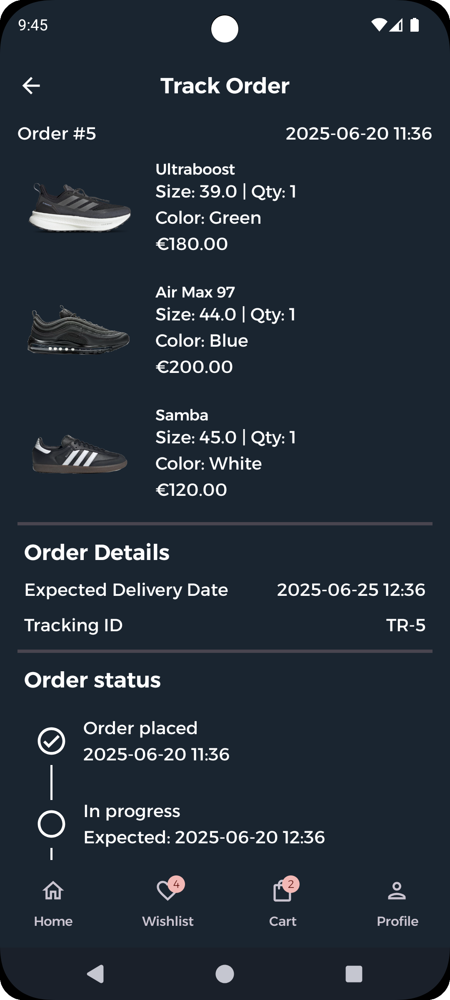 9:45
Track Order
Order #5 2025-06-20 11:36
Ultraboost
Size: 39.0 | Qty: 1
Color: Green
€180.00
Air Max 97
Size: 44.0 | Qty: 1
Color: Blue
€200.00
Samba
Size: 45.0 | Qty: 1
Color: White
€120.00
Order Details
Expected Delivery Date 2025-06-25 12:36
Tracking ID TR-5
Order status
Order placed
2025-06-20 11:36
In progress
Expected: 2025-06-20 12:36
4 2
Home Wishlist Cart Profile